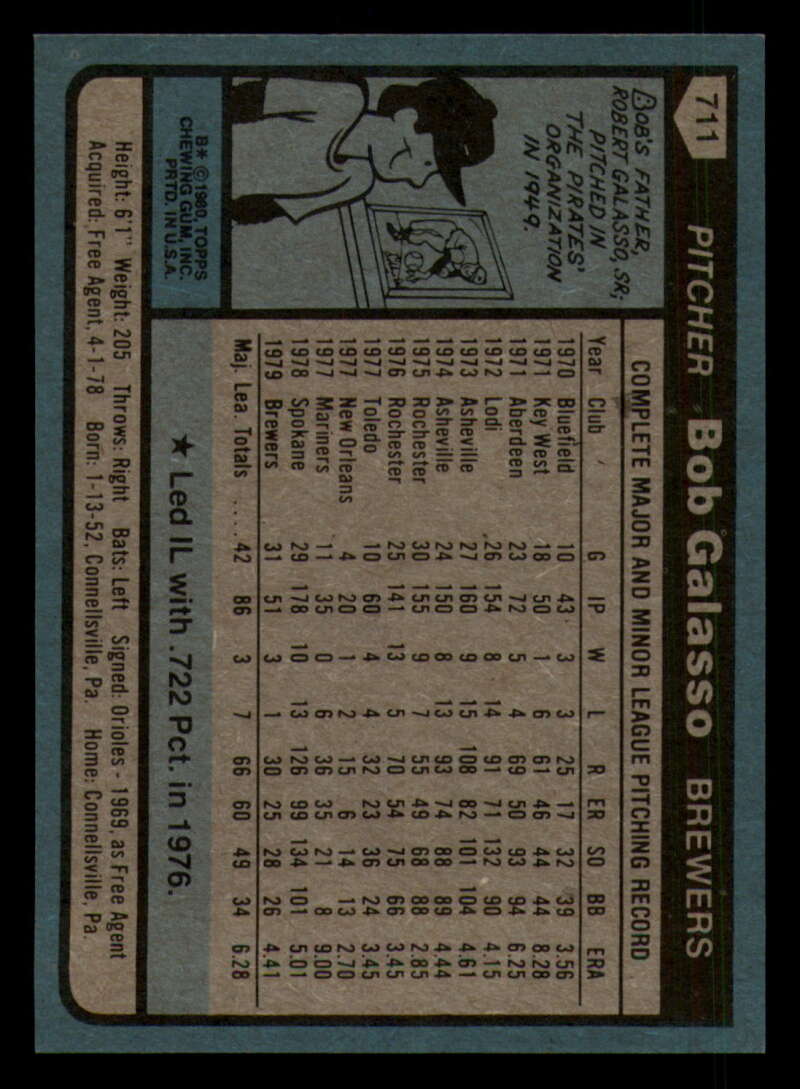 711 PITCHER Bob Galasso BREWERS
BOB'S FATHER,
ROBERT GALASSO, SR.,
PITCHED IN
THE PIRATES'
ORGANIZATION
IN 1949.
B* © 1980, TOPPS
CHEWING GUM, INC.
PRTD. IN U.S.A.
COMPLETE MAJOR AND MINOR LEAGUE PITCHING RECORD
Year Club G IP W L R ER SO BB ERA
1970 Bluefield 10 43 3 3 25 17 32 39 3.56
1971 Key West 18 50 1 6 61 46 44 44 8.28
1971 Aberdeen 23 72 5 4 69 50 93 94 6.25
1972 Lodi 26 154 8 14 91 71 132 90 4.15
1973 Asheville 27 160 9 15 108 82 101 104 4.61
1974 Asheville 24 150 8 13 93 74 88 89 4.44
1975 Rochester 30 155 9 7 55 49 68 88 2.85
1976 Rochester 25 141 13 5 70 54 75 66 3.45
1977 Toledo 10 60 4 4 32 23 36 24 3.45
1977 New Orleans 4 20 1 2 15 6 14 13 2.70
1977 Mariners 11 35 0 6 36 35 21 8 9.00
1978 Spokane 29 178 10 13 126 99 134 101 5.01
1979 Brewers 31 51 3 1 30 25 28 26 4.41
Maj. Lea. Totals .... 42 86 3 7 66 60 49 34 6.28
★ Led IL with .722 Pct. in 1976.
Height: 6'1" Weight: 205 Throws: Right Bats: Left Signed: Orioles - 1969, as Free Agent
Acquired: Free Agent, 4-1-78 Born: 1-13-52, Connellsville, Pa. Home: Connellsville, Pa.